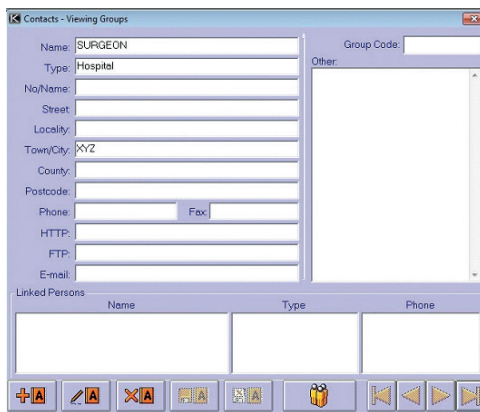 Contacts - Viewing Groups
Name: SURGEON
Group Code:
Type: Hospital
Other:
No/Name:
Street:
Locality:
Town/City: XYZ
County:
Postcode:
Phone:
Fax:
HTTP:
FTP:
E-mail:
Linked Persons
Name Type Phone
A A A A A